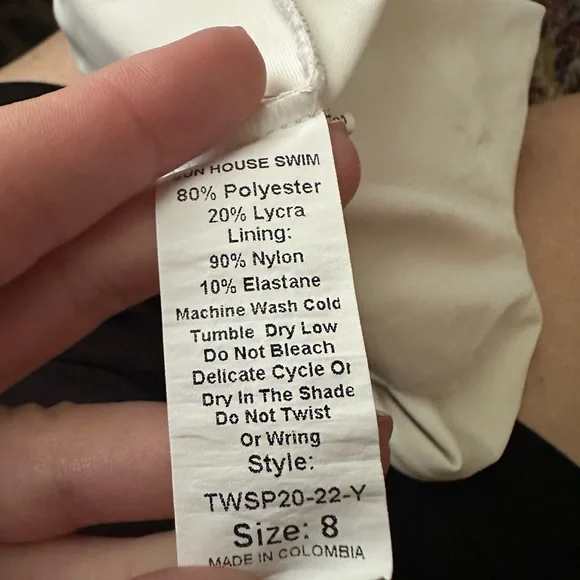 HOUSE SWIM
80% Polyester
20% Lycra
Lining:
90% Nylon
10% Elastane
Machine Wash Cold
Tumble Dry Low
Do Not Bleach
Delicate Cycle Or
Dry In The Shade
Do Not Twist
Or Wring
Style:
TWSP20-22-Y
Size: 8
MADE IN COLOMBIA